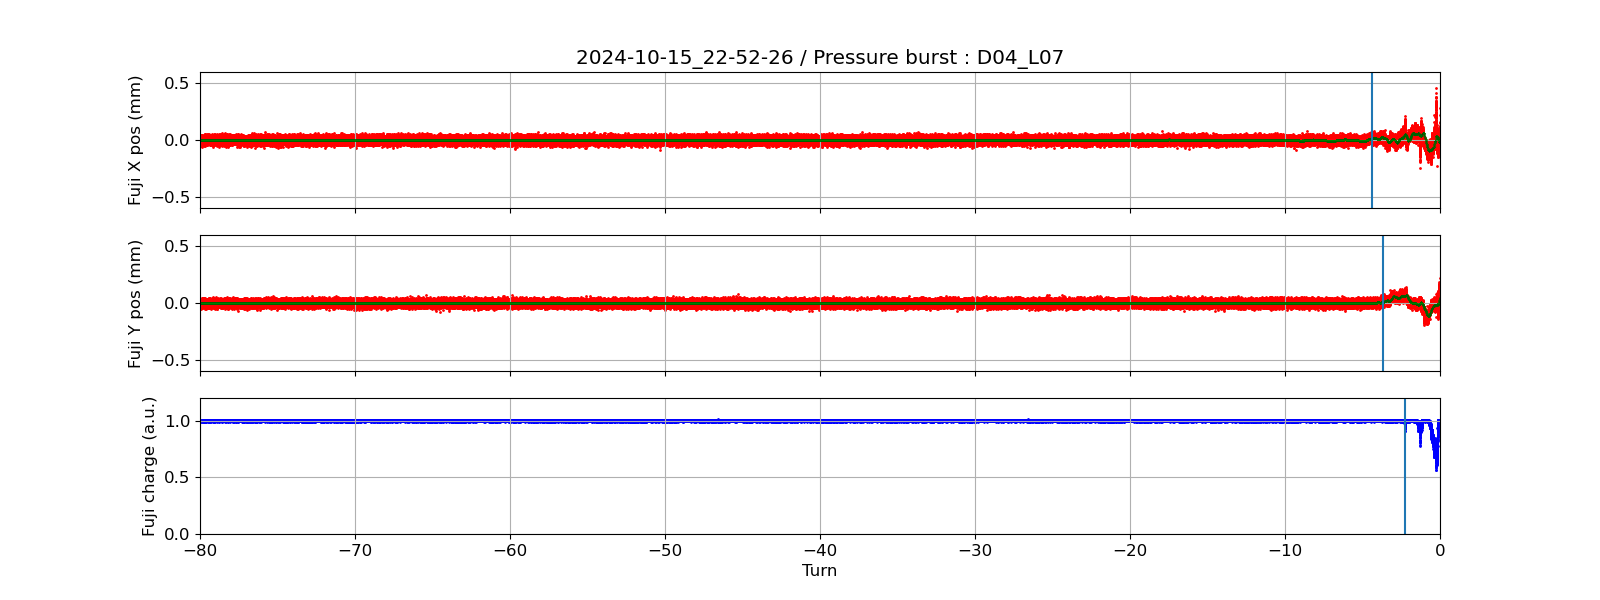 2024-10-15_22-52-26 / Pressure burst : D04_L07
Fuji X pos (mm)
0.5
0.0
−0.5
Fuji Y pos (mm)
0.5
0.0
−0.5
Fuji charge (a.u.)
1.0
0.5
0.0
−80 −70 −60 −50 −40 −30 −20 −10 0
Turn